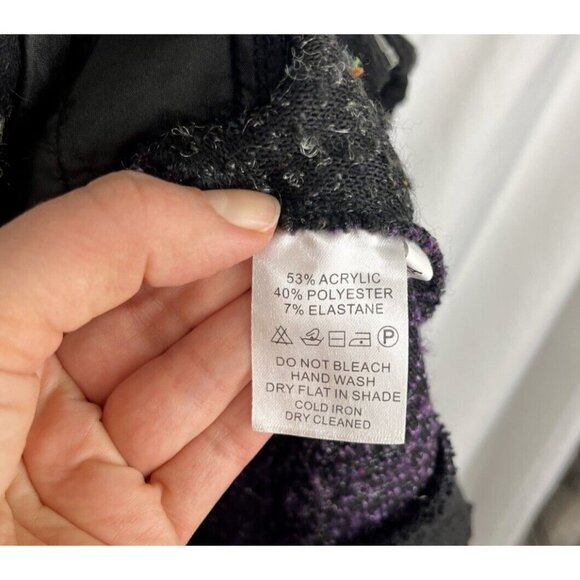 53% ACRYLIC
40% POLYESTER
7% ELASTANE
P
DO NOT BLEACH
HAND WASH
DRY FLAT IN SHADE
COLD IRON
DRY CLEANED